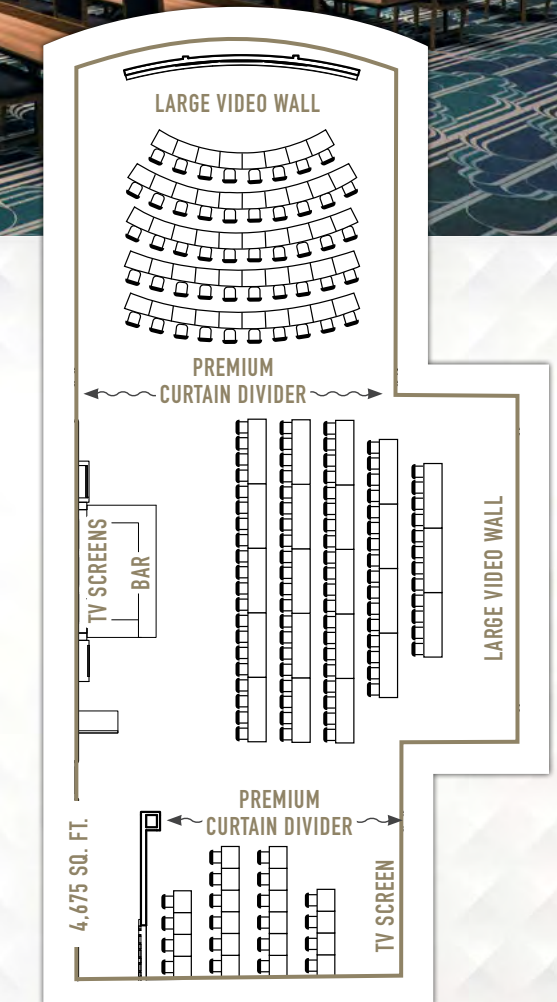 LARGE VIDEO WALL
PREMIUM
CURTAIN DIVIDER
TV SCREENS
BAR
LARGE VIDEO WALL
PREMIUM
CURTAIN DIVIDER
4,675 SQ. FT.
TV SCREEN